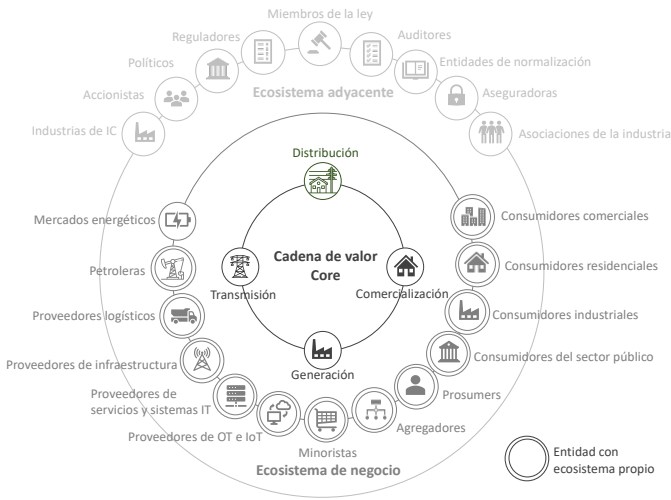 Miembros de la ley
Reguladores
Auditores
Políticos
Entidades de normalización
Accionistas
Ecosistema adyacente
Aseguradoras
Industrias de IC
Asociaciones de la industria
Distribución
Mercados energéticos
Consumidores comerciales
Cadena de valor
Core
Petroleras
Consumidores residenciales
Transmisión
Comercialización
Proveedores logísticos
Consumidores industriales
Proveedores de infraestructura
Consumidores del sector público
Generación
Proveedores de
servicios y sistemas IT
Prosumers
Proveedores de OT e IoT
Agregadores
Minoristas
Ecosistema de negocio
Entidad con
ecosistema propio